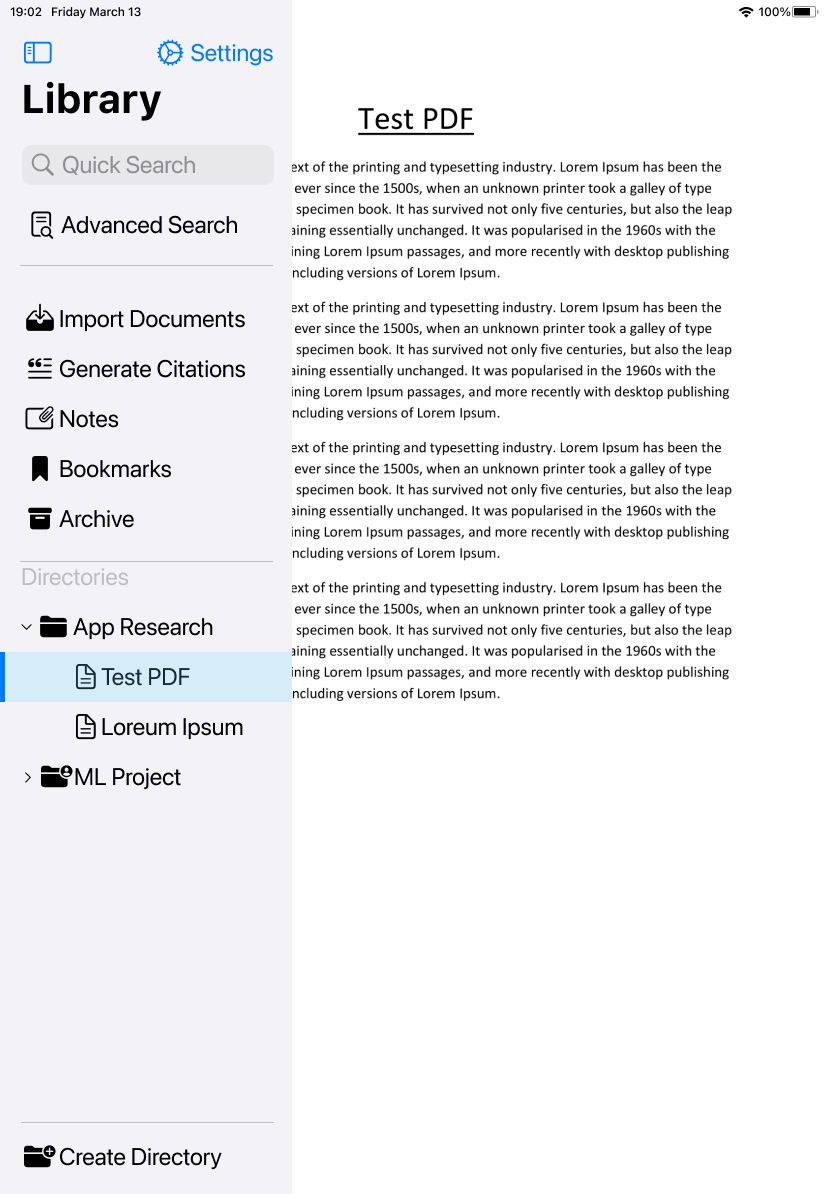 19:02 Friday March 13
100%
Settings
Library
Quick Search
Advanced Search
Import Documents
Generate Citations
Notes
Bookmarks
Archive
Directories
App Research
Test PDF
Loreum Ipsum
ML Project
Create Directory
Test PDF
ext of the printing and typesetting industry. Lorem Ipsum has been the
ever since the 1500s, when an unknown printer took a galley of type
specimen book. It has survived not only five centuries, but also the leap
aining essentially unchanged. It was popularised in the 1960s with the
ining Lorem Ipsum passages, and more recently with desktop publishing
ncluding versions of Lorem Ipsum.
ext of the printing and typesetting industry. Lorem Ipsum has been the
ever since the 1500s, when an unknown printer took a galley of type
specimen book. It has survived not only five centuries, but also the leap
aining essentially unchanged. It was popularised in the 1960s with the
ining Lorem Ipsum passages, and more recently with desktop publishing
ncluding versions of Lorem Ipsum.
ext of the printing and typesetting industry. Lorem Ipsum has been the
ever since the 1500s, when an unknown printer took a galley of type
specimen book. It has survived not only five centuries, but also the leap
aining essentially unchanged. It was popularised in the 1960s with the
ining Lorem Ipsum passages, and more recently with desktop publishing
ncluding versions of Lorem Ipsum.
ext of the printing and typesetting industry. Lorem Ipsum has been the
ever since the 1500s, when an unknown printer took a galley of type
specimen book. It has survived not only five centuries, but also the leap
aining essentially unchanged. It was popularised in the 1960s with the
ining Lorem Ipsum passages, and more recently with desktop publishing
ncluding versions of Lorem Ipsum.